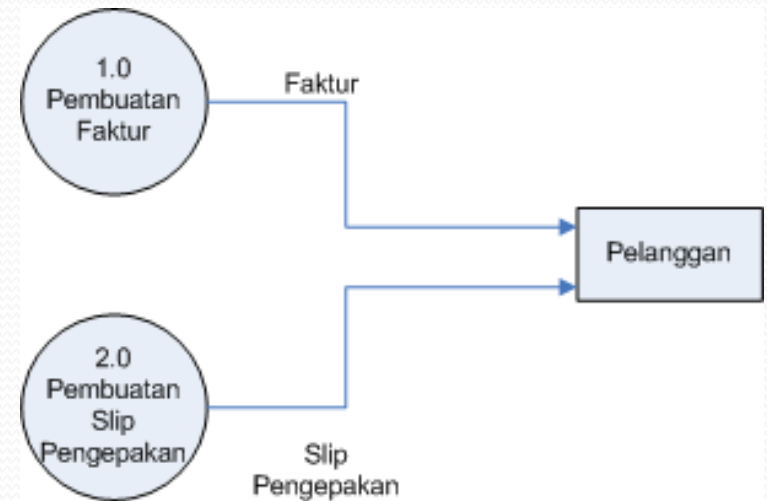 1.0
Pembuatan
Faktur
Faktur
Pelanggan
2.0
Pembuatan
Slip
Pengepakan
Slip
Pengepakan